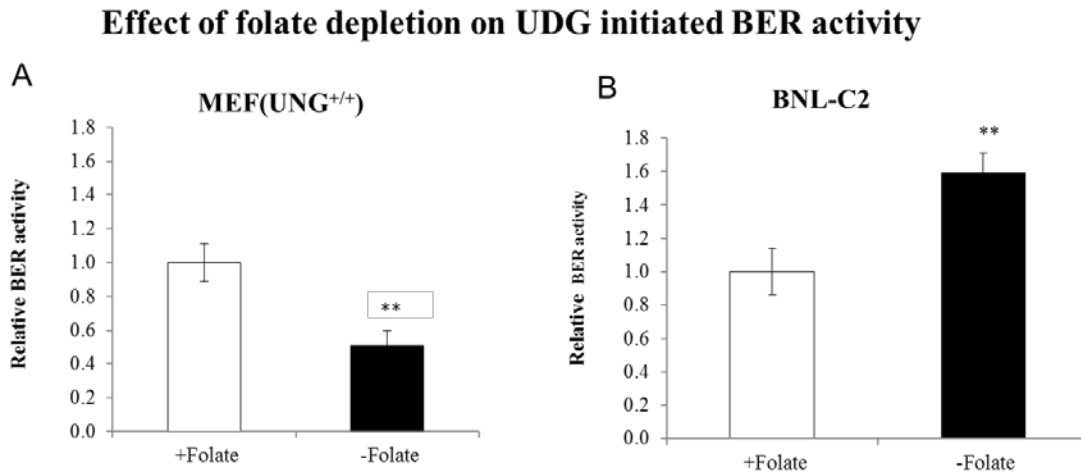 Effect of folate depletion on UDG initiated BER activity
A
MEF(UNG+/+)
Relative BER activity
1.8
1.6
1.4
1.2
1.0
0.8
0.6
0.4
0.2
0.0
**
+Folate
-Folate
B
BNL-C2
Relative BER activity
1.8
1.6
1.4
1.2
1.0
0.8
0.6
0.4
0.2
0.0
**
+Folate
-Folate